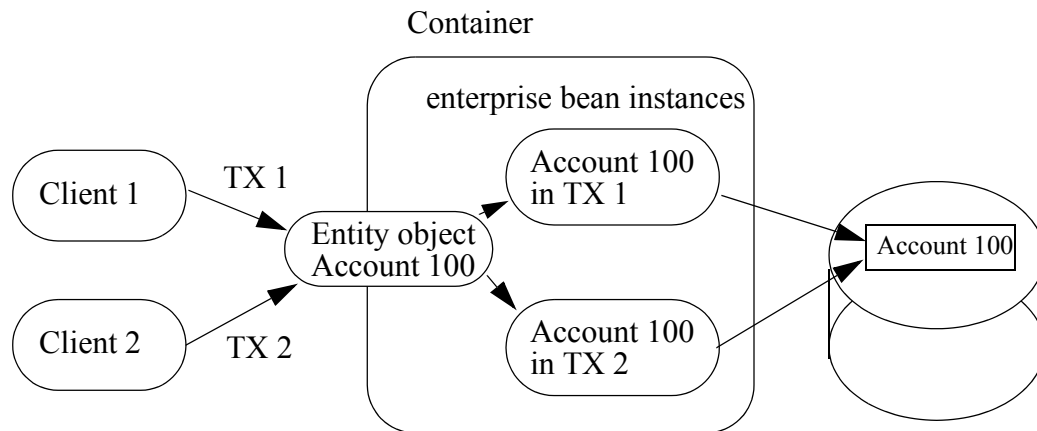 Container
enterprise bean instances
Client 1
TX 1
Account 100
in TX 1
Entity object
Account 100
Account 100
Client 2
TX 2
Account 100
in TX 2